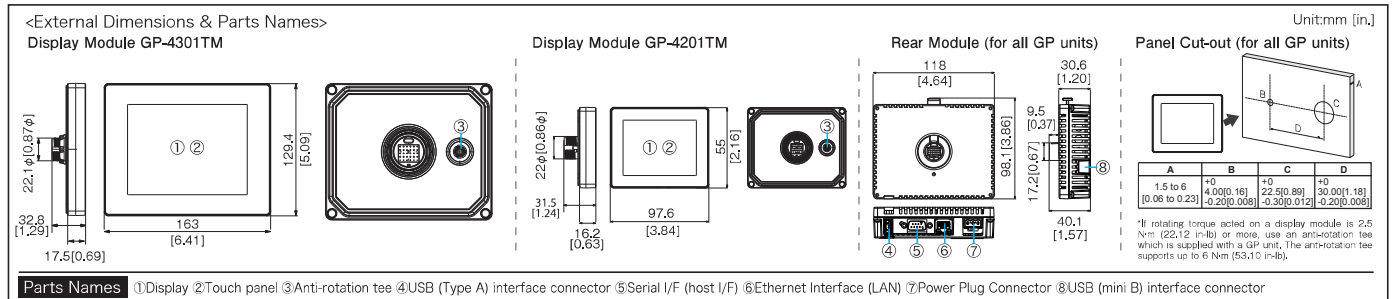 <External Dimensions & Parts Names>
Unit:mm [in.]
Display Module GP-4301TM
22.1φ[0.87φ]
32.8
[1.29]
17.5[0.69]
①②
129.4
[5.09]
163
[6.41]
③
Display Module GP-4201TM
22φ[0.86φ]
31.5
[1.24]
16.2
[0.63]
①②
55
[2.16]
97.6
[3.84]
③
Rear Module (for all GP units)
118
[4.64]
98.1[3.86]
④
⑤
⑥
⑦
30.6
[1.20]
9.5
[0.37]
17.2[0.67]
⑧
40.1
[1.57]
Panel Cut-out (for all GP units)
A
B
C
D
A B C D
1.5 to 6
[0.06 to 0.23]
+0
4.00[0.16]
-0.20[0.008]
+0
22.5[0.89]
-0.30[0.012]
+0
30.00[1.18]
-0.20[0.008]
*If rotating torque acted on a display module is 2.5
N·m (22.12 in-lb) or more, use an anti-rotation tee
which is supplied with a GP unit. The anti-rotation tee
supports up to 6 N·m (53.10 in-lb).
Parts Names ①Display ②Touch panel ③Anti-rotation tee ④USB (Type A) interface connector ⑤Serial I/F (host I/F) ⑥Ethernet Interface (LAN) ⑦Power Plug Connector ⑧USB (mini B) interface connector